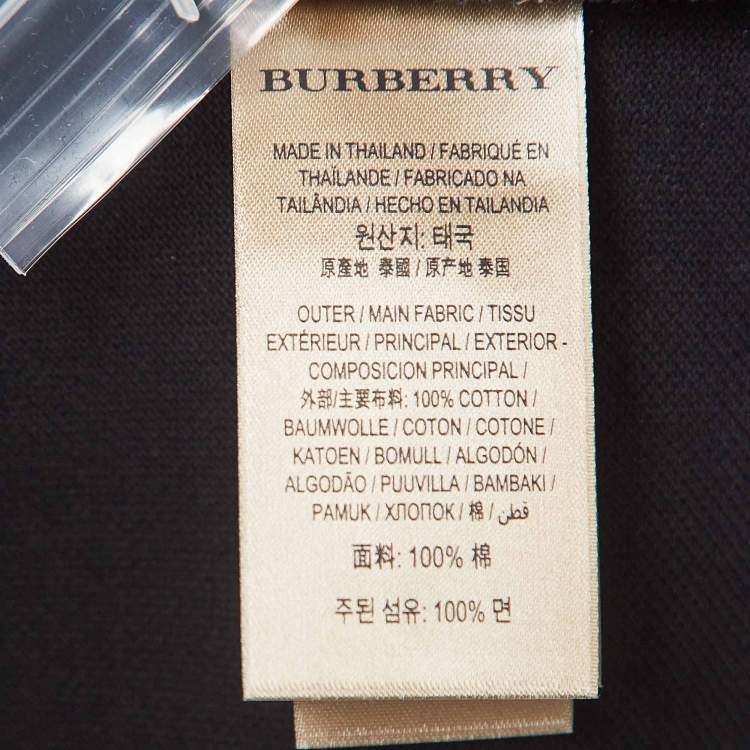 BURBERRY
MADE IN THAILAND / FABRIQUÉ EN
THAÏLANDE / FABRICADO NA
TAILÂNDIA / HECHO EN TAILANDIA
원산지: 태국
原產地 泰國 / 原产地 泰国
OUTER / MAIN FABRIC / TISSU
EXTÉRIEUR / PRINCIPAL / EXTERIOR -
COMPOSICION PRINCIPAL /
外部/主要布料: 100% COTTON /
BAUMWOLLE / COTON / COTONE /
KATOEN / BOMULL / ALGODÓN /
ALGODÃO / PUUVILLA / BAMBAKI /
PAMUK / ХЛОПОК / 棉 / قطن
面料: 100% 棉
주된 섬유: 100% 면